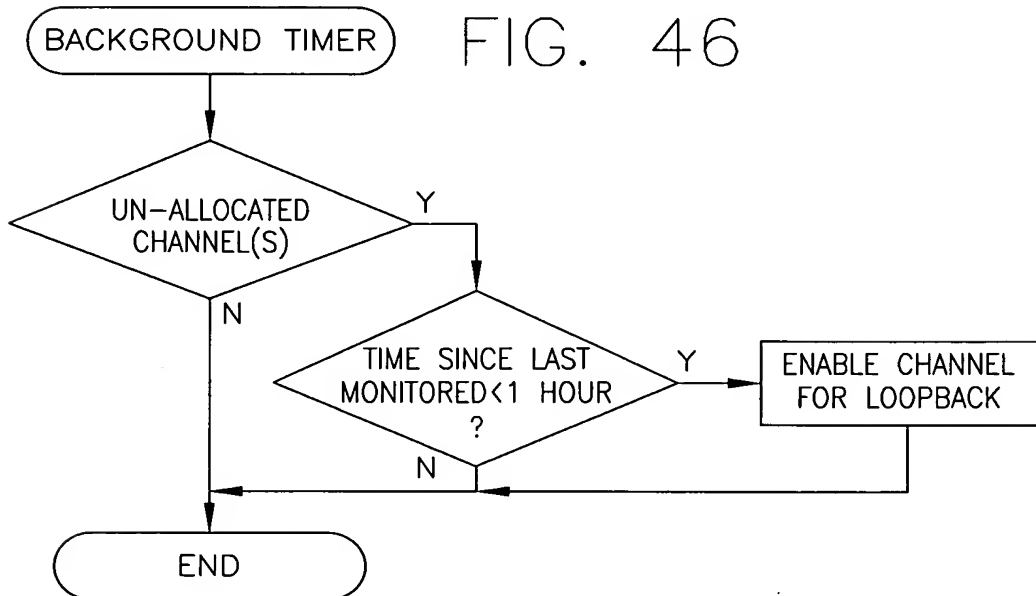 BACKGROUND TIMER
FIG. 46
UN-ALLOCATED
CHANNEL(S)
Y
N
TIME SINCE LAST
MONITORED<1 HOUR
?
Y
N
ENABLE CHANNEL
FOR LOOPBACK
END